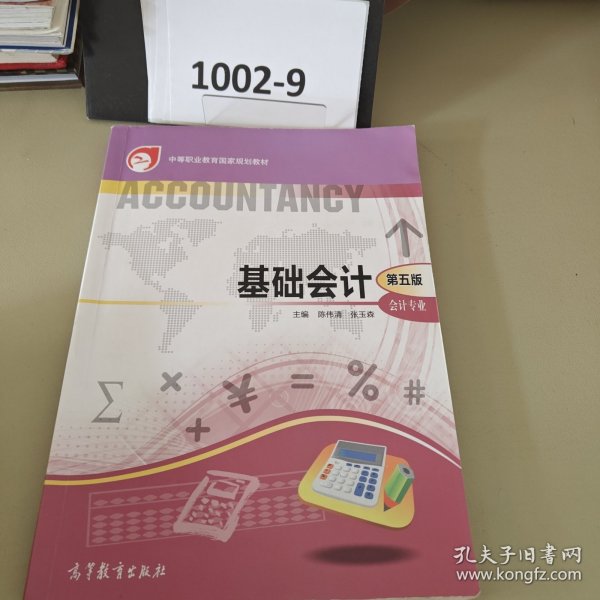 1002-9
中等职业教育国家规划教材
ACCOUNTANCY
基础会计
第五版
会计专业
主编 陈伟清 张玉森
Σ × ¥ = % #
+ ÷
高等教育出版社
孔夫子旧书网
www.kongfz.com